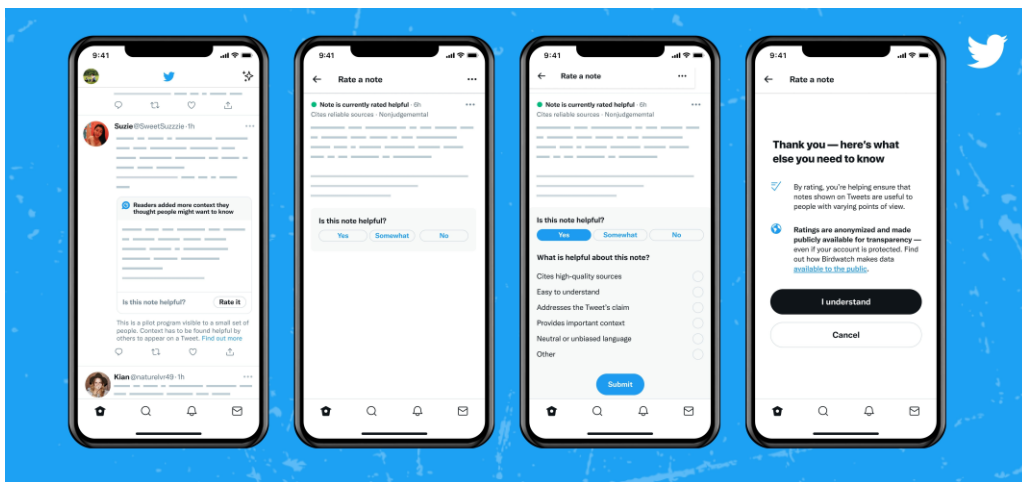 9:41
Suzie @SweetSuzzzie · 1h
Readers added more context they
thought people might want to know
Is this note helpful?
Rate it
This is a pilot program visible to a small set of
people. Context has to be found helpful by
others to appear on a Tweet. Find out more
Kian @naturelvr49 · 1h
9:41
Rate a note
Note is currently rated helpful · 6h
Cites reliable sources · Nonjudgemental
Is this note helpful?
Yes
Somewhat
No
9:41
Rate a note
Note is currently rated helpful · 6h
Cites reliable sources · Nonjudgemental
Is this note helpful?
Yes
Somewhat
No
What is helpful about this note?
Cites high-quality sources
Easy to understand
Addresses the Tweet's claim
Provides important context
Neutral or unbiased language
Other
Submit
9:41
Rate a note
Thank you — here's what
else you need to know
By rating, you're helping ensure that
notes shown on Tweets are useful to
people with varying points of view.
Ratings are anonymized and made
publicly available for transparency —
even if your account is protected. Find
out how Birdwatch makes data
available to the public.
I understand
Cancel